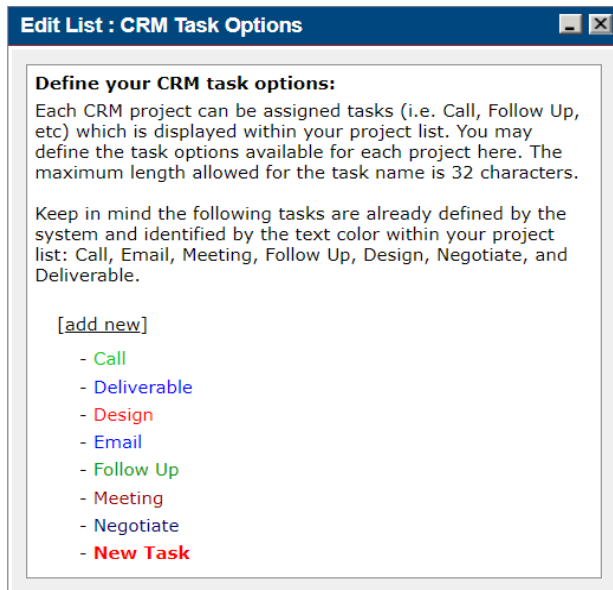 Edit List : CRM Task Options
Define your CRM task options:
Each CRM project can be assigned tasks (i.e. Call, Follow Up,
etc) which is displayed within your project list. You may
define the task options available for each project here. The
maximum length allowed for the task name is 32 characters.
Keep in mind the following tasks are already defined by the
system and identified by the text color within your project
list: Call, Email, Meeting, Follow Up, Design, Negotiate, and
Deliverable.
[add new]
- Call
- Deliverable
- Design
- Email
- Follow Up
- Meeting
- Negotiate
- New Task